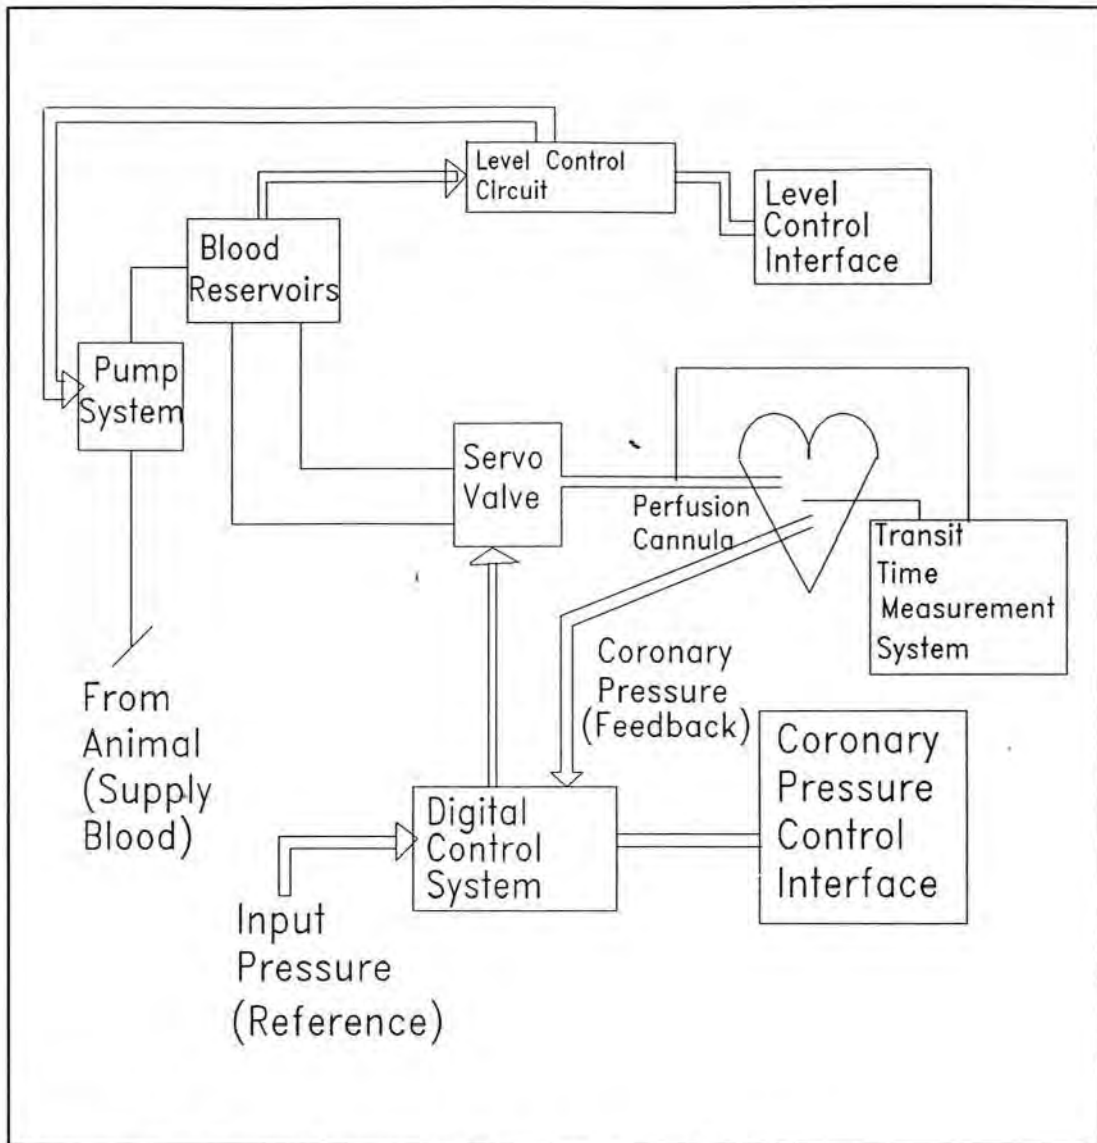 Level Control
Circuit
Level
Control
Interface
Blood
Reservoirs
Pump
System
Servo
Valve
Perfusion
Cannula
Transit
Time
Measurement
System
From
Animal
(Supply
Blood)
Coronary
Pressure
(Feedback)
Coronary
Pressure
Control
Interface
Digital
Control
System
Input
Pressure
(Reference)